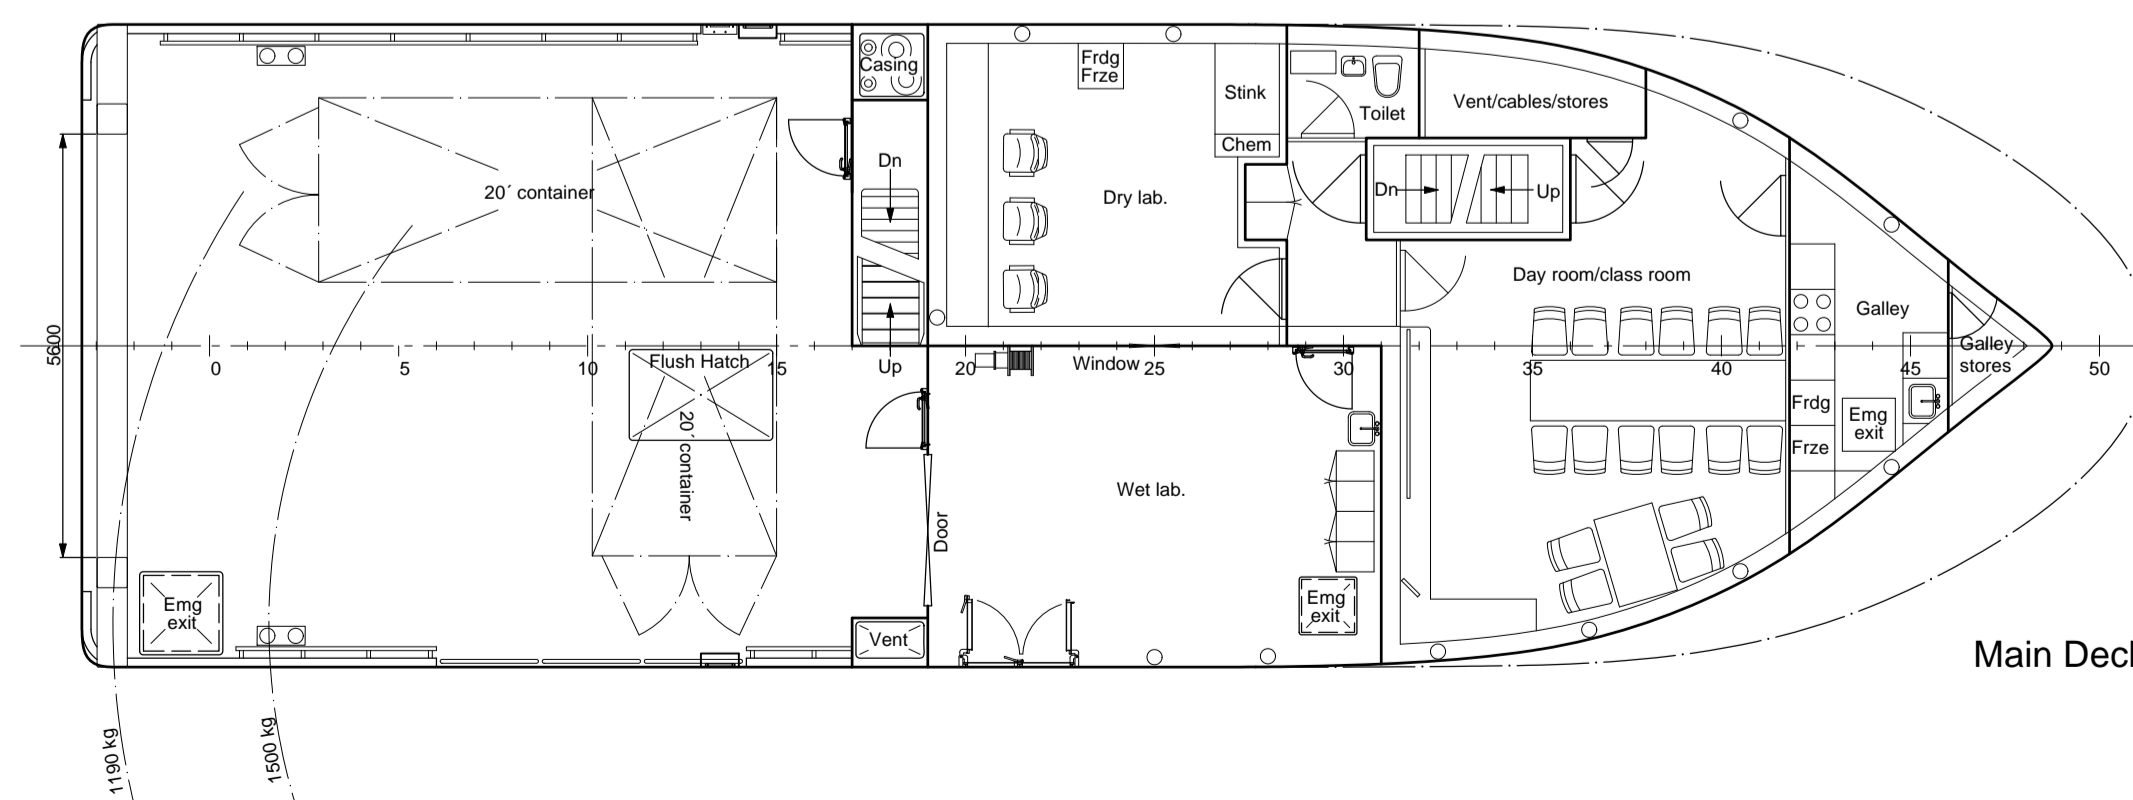 Casing
Frdg
Frze
Stink
Chem
Toilet
Vent/cables/stores
Dn
20´ container
Dry lab.
Dn
Up
Day room/class room
Galley
Galley
stores
5600
0
5
10
15
20
25
30
35
40
45
50
Flush Hatch
Up
Window
20´container
Frdg
Frze
Emg
exit
Wet lab.
Door
Emg
exit
Emg
exit
Vent
Main Deck
1190 kg
1500 kg